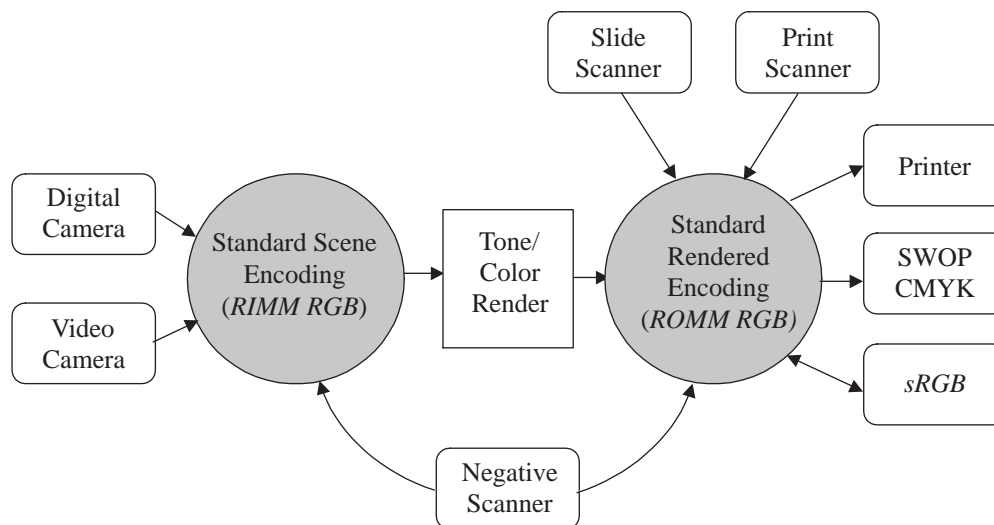 Slide
Scanner
Print
Scanner
Digital
Camera
Video
Camera
Standard Scene
Encoding
(RIMM RGB)
Tone/
Color
Render
Standard
Rendered
Encoding
(ROMM RGB)
Printer
SWOP
CMYK
sRGB
Negative
Scanner